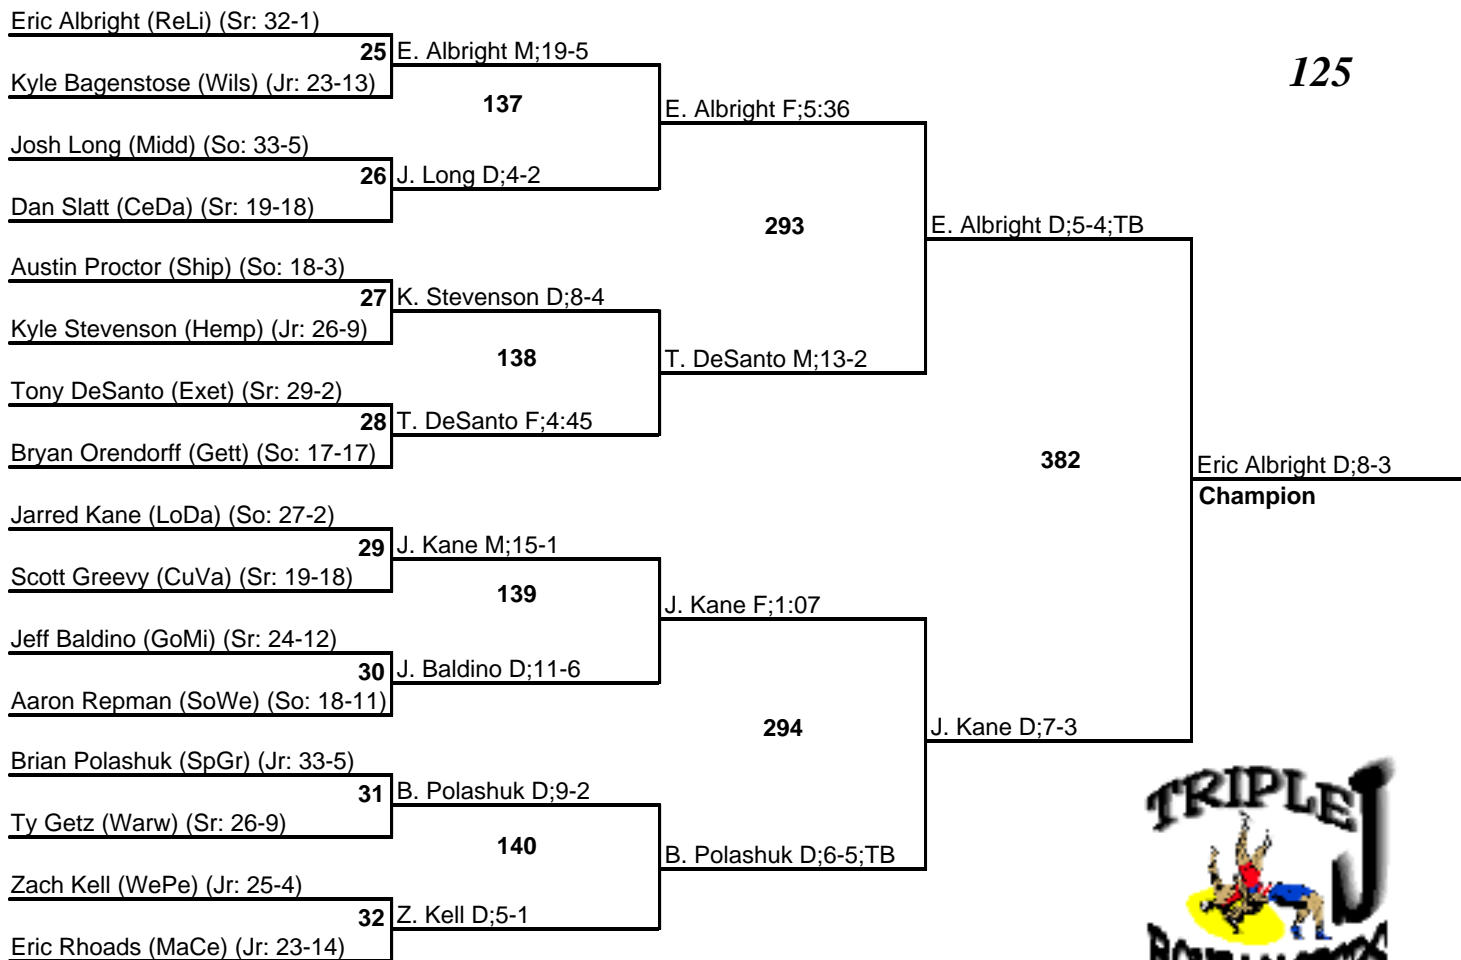 Eric Albright (ReLi) (Sr: 32-1)
25 E. Albright M;19-5
Kyle Bagenstose (Wils) (Jr: 23-13)
125
137
E. Albright F;5:36
Josh Long (Midd) (So: 33-5)
26 J. Long D;4-2
Dan Slatt (CeDa) (Sr: 19-18)
293
E. Albright D;5-4;TB
Austin Proctor (Ship) (So: 18-3)
27 K. Stevenson D;8-4
Kyle Stevenson (Hemp) (Jr: 26-9)
138
T. DeSanto M;13-2
Tony DeSanto (Exet) (Sr: 29-2)
28 T. DeSanto F;4:45
Bryan Orendorff (Gett) (So: 17-17)
382
Eric Albright D;8-3
Champion
Jarred Kane (LoDa) (So: 27-2)
29 J. Kane M;15-1
Scott Greevy (CuVa) (Sr: 19-18)
139
J. Kane F;1:07
Jeff Baldino (GoMi) (Sr: 24-12)
30 J. Baldino D;11-6
Aaron Repman (SoWe) (So: 18-11)
294
J. Kane D;7-3
Brian Polashuk (SpGr) (Jr: 33-5)
31 B. Polashuk D;9-2
Ty Getz (Warw) (Sr: 26-9)
140
B. Polashuk D;6-5;TB
Zach Kell (WePe) (Jr: 25-4)
32 Z. Kell D;5-1
Eric Rhoads (MaCe) (Jr: 23-14)
TRIPLE J